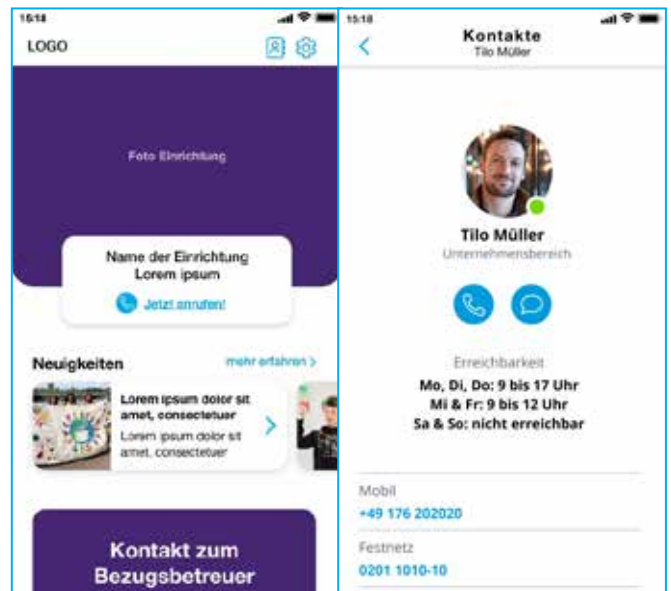 15:18
LOGO
Foto Einrichtung
Name der Einrichtung
Lorem ipsum
Jetzt anrufen!
Neuigkeiten
mehr erfahren >
Lorem ipsum dolor sit
amet, consectetuer
Lorem ipsum dolor sit
amet, consectetuer
Kontakt zum
Bezugsbetreuer
15:18
Kontakte
Tilo Müller
Tilo Müller
Unternehmensbereich
Erreichbarkeit
Mo, Di, Do: 9 bis 17 Uhr
Mi & Fr: 9 bis 12 Uhr
Sa & So: nicht erreichbar
Mobil
+49 176 202020
Festnetz
0201 1010-10